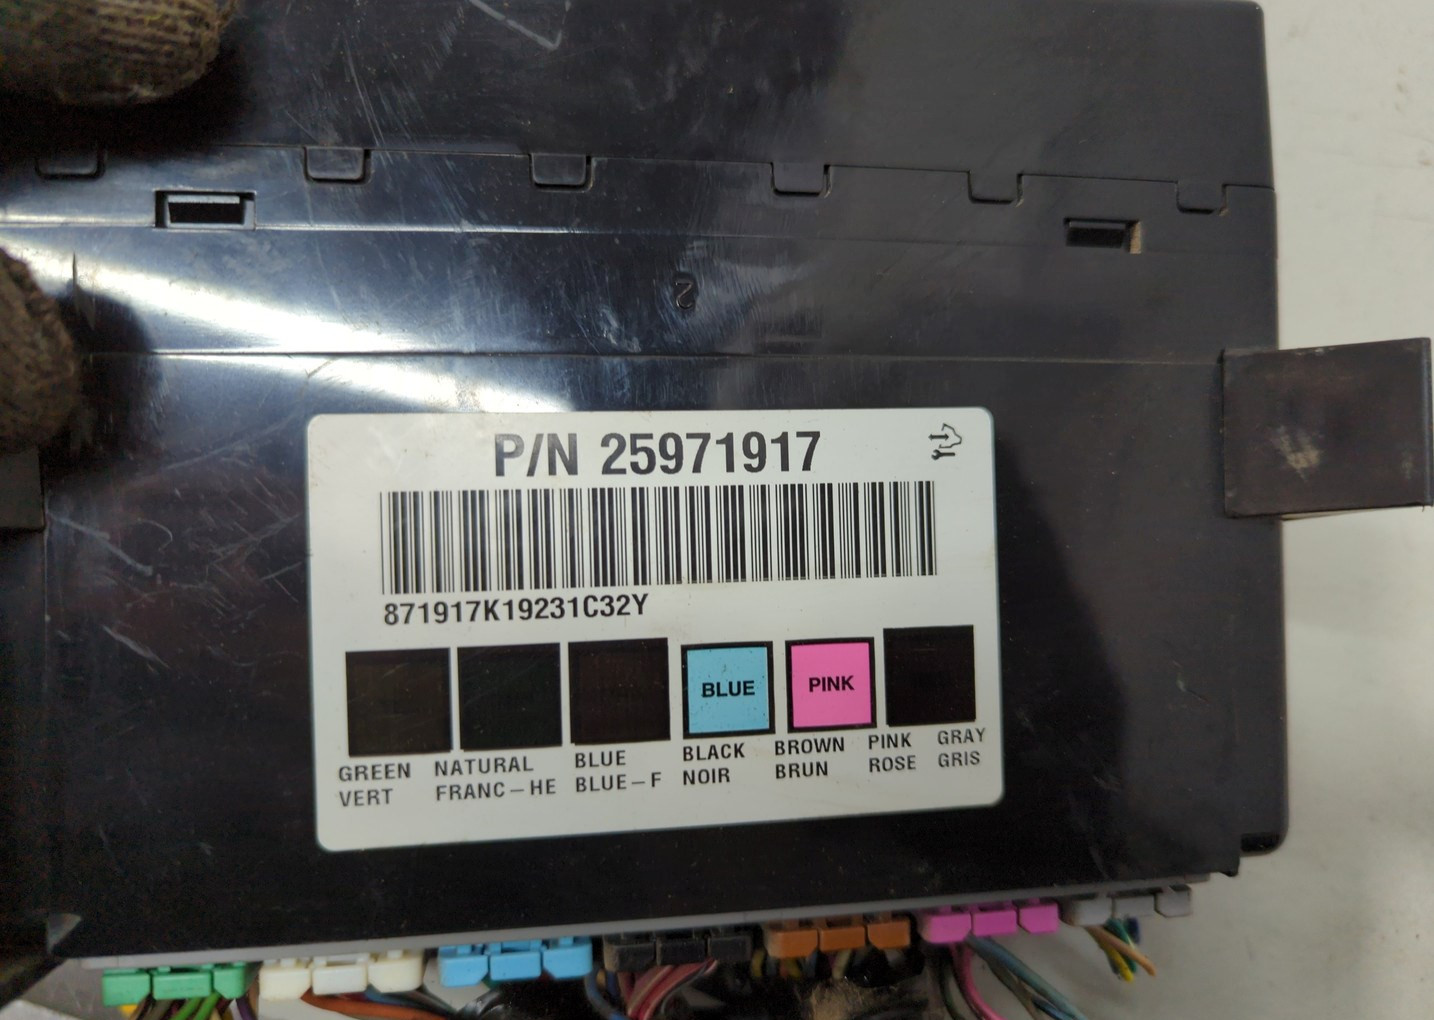 2
P/N 25971917
871917K19231C32Y
BLUE PINK
GREEN NATURAL BLUE BLACK BROWN PINK GRAY
VERT FRANC-HE BLUE-F NOIR BRUN ROSE GRIS